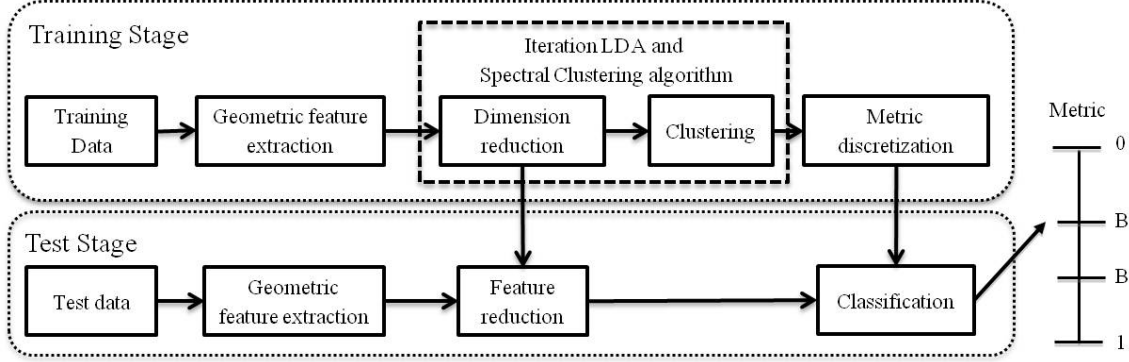 Training Stage
Iteration LDA and
Spectral Clustering algorithm
Training
Data
Geometric feature
extraction
Dimension
reduction
Clustering
Metric
discretization
Test Stage
Test data
Geometric
feature extraction
Feature
reduction
Classification
Metric
0
B
B
1